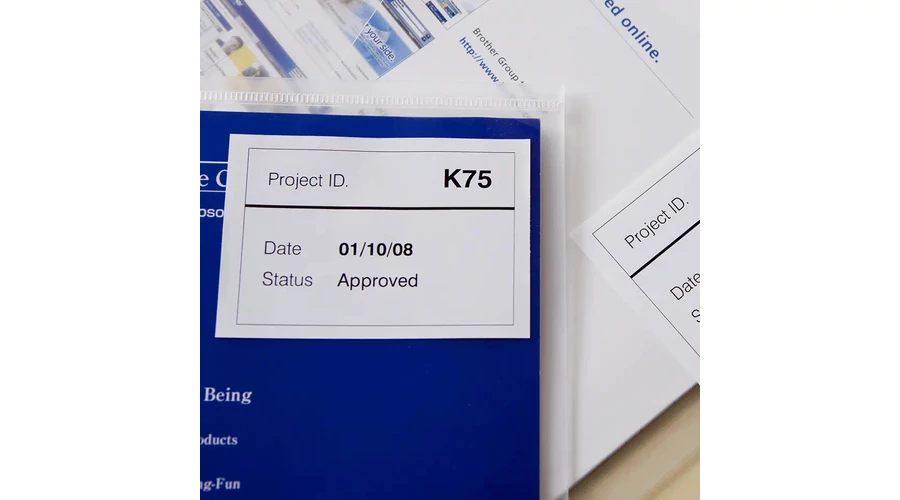 ed online.
your side.
Brother Group
http://www.
Project ID. K75
Date 01/10/08
Status Approved
Project ID.
Date
Being
ng-Fun